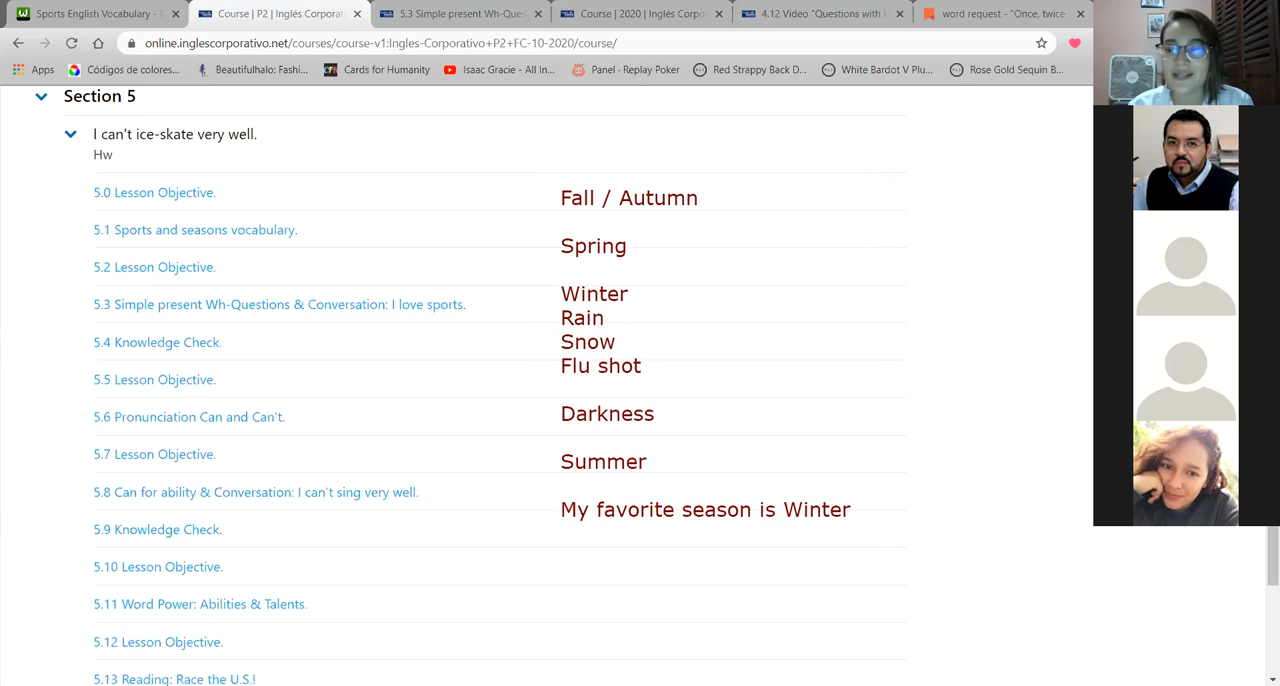 Sports English Vocabulary - F
Course | P2 | Inglés Corporati
5.3 Simple present Wh-Ques
Course | 2020 | Inglés Corpo
4.12 Video "Questions with
word request - "Once, twice
online.inglescorporativo.net/courses/course-v1:Ingles-Corporativo+P2+FC-10-2020/course/
Apps
Códigos de colores...
Beautifulhalo: Fashi...
Cards for Humanity
Isaac Gracie - All In...
Panel · Replay Poker
Red Strappy Back D...
White Bardot V Plu...
Rose Gold Sequin B...
Section 5
I can't ice-skate very well.
Hw
5.0 Lesson Objective.
5.1 Sports and seasons vocabulary.
5.2 Lesson Objective.
5.3 Simple present Wh-Questions & Conversation: I love sports.
5.4 Knowledge Check.
5.5 Lesson Objective.
5.6 Pronunciation Can and Can't.
5.7 Lesson Objective.
5.8 Can for ability & Conversation: I can't sing very well.
5.9 Knowledge Check.
5.10 Lesson Objective.
5.11 Word Power: Abilities & Talents.
5.12 Lesson Objective.
5.13 Reading: Race the U.S.!
Fall / Autumn
Spring
Winter
Rain
Snow
Flu shot
Darkness
Summer
My favorite season is Winter